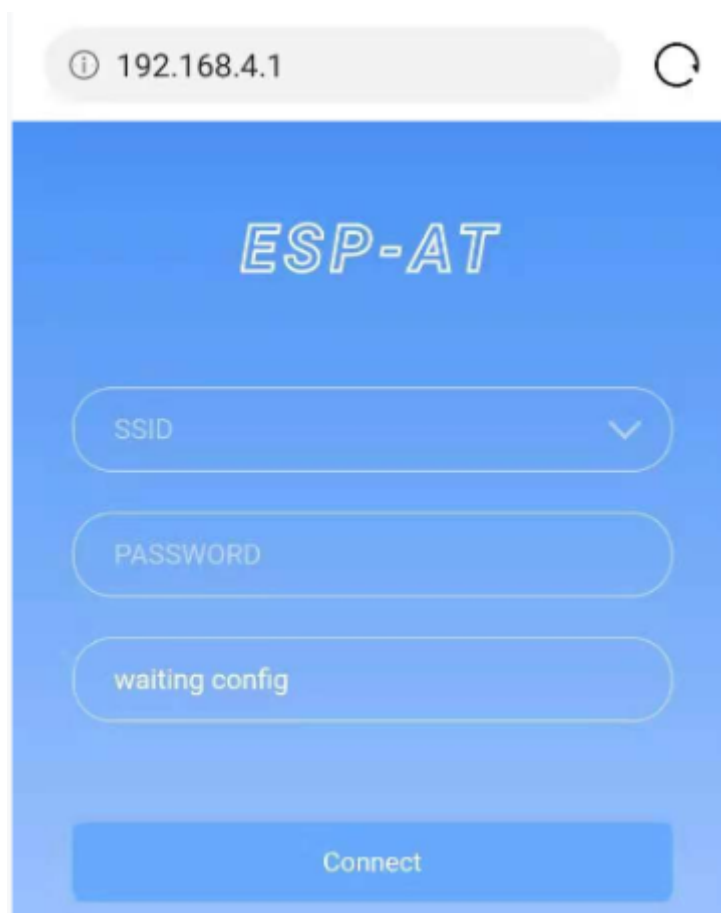 192.168.4.1
ESP-AT
SSID
PASSWORD
waiting config
Connect